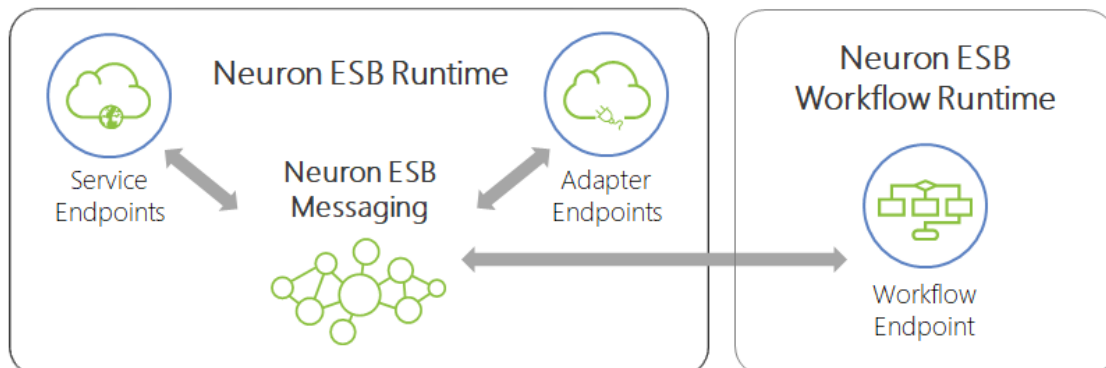 Neuron ESB Runtime
Service
Endpoints
Neuron ESB
Messaging
Adapter
Endpoints
Neuron ESB
Workflow Runtime
Workflow
Endpoint